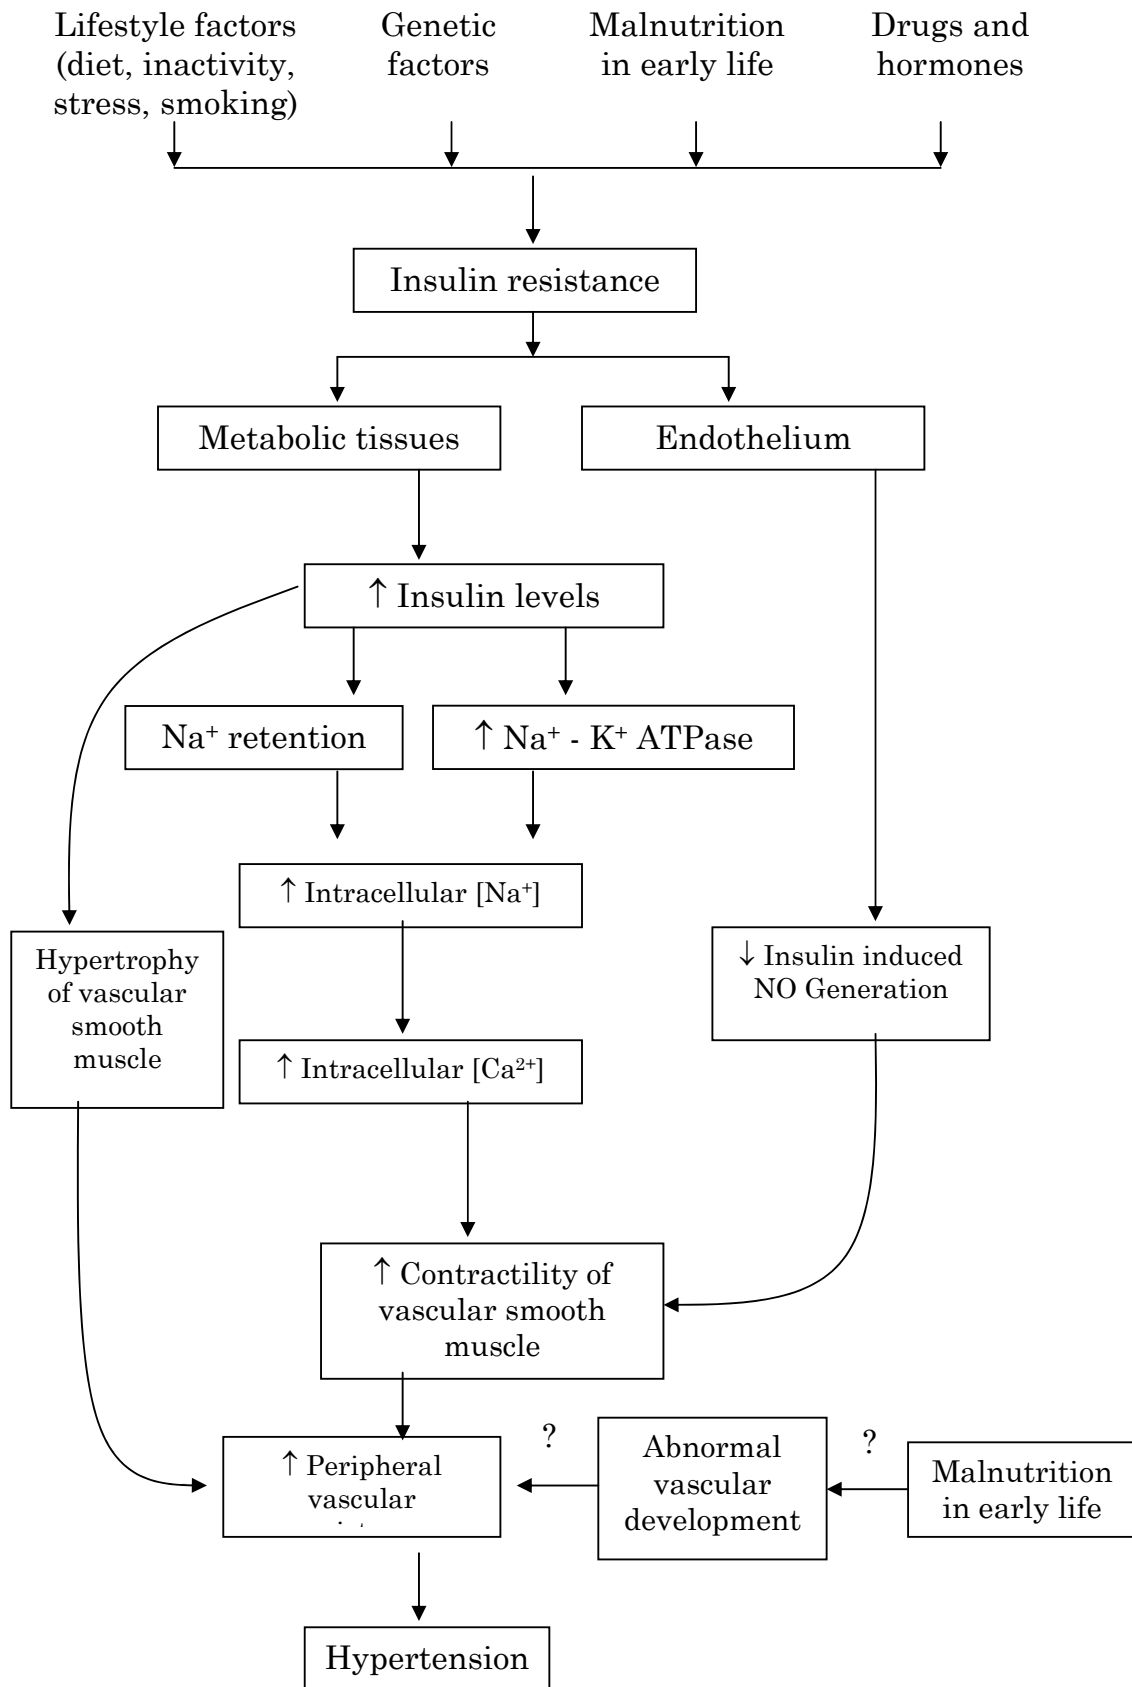 Lifestyle factors
(diet, inactivity,
stress, smoking)
Genetic
factors
Malnutrition
in early life
Drugs and
hormones
Insulin resistance
Metabolic tissues
Endothelium
↑ Insulin levels
Na⁺ retention
↑ Na⁺ - K⁺ ATPase
↑ Intracellular [Na⁺]
Hypertrophy
of vascular
smooth
muscle
↓ Insulin induced
NO Generation
↑ Intracellular [Ca²⁺]
↑ Contractility of
vascular smooth
muscle
↑ Peripheral
vascular
?
Abnormal
vascular
development
?
Malnutrition
in early life
Hypertension